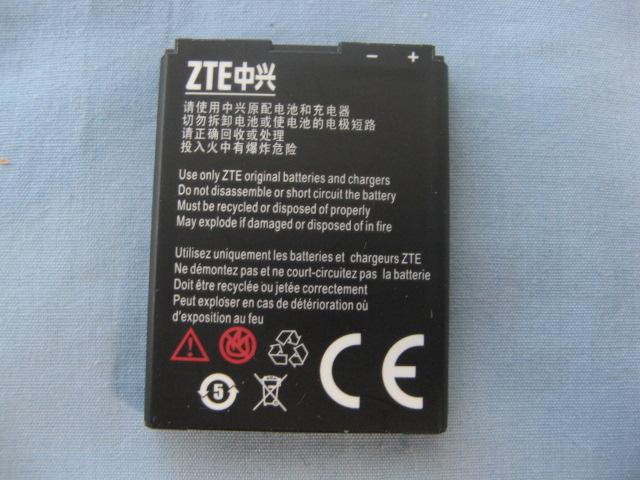 − +
ZTE中兴
请使用中兴原配电池和充电器
切勿拆卸电池或使电池的电极短路
请正确回收或处理
投入火中有爆炸危险
Use only ZTE original batteries and chargers
Do not disassemble or short circuit the battery
Must be recycled or disposed of properly
May explode if damaged or disposed of in fire
Utilisez uniquement les batteries et chargeurs ZTE
Ne démontez pas et ne court-circuitez pas la batterie
Doit être recyclée ou jetée correctement
Peut exploser en cas de détérioration où
d'exposition au feu
CE
5